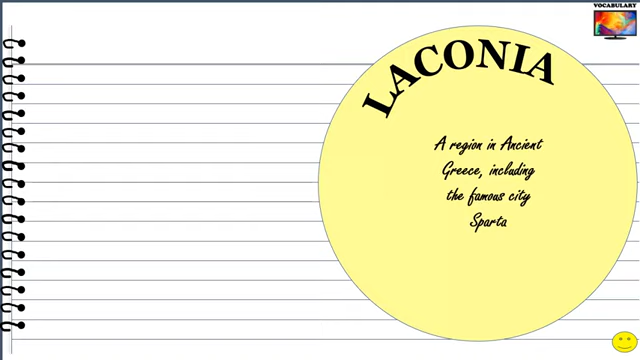 VOCABULARY
LACONIA
A region in Ancient
Greece, including
the famous city
Sparta